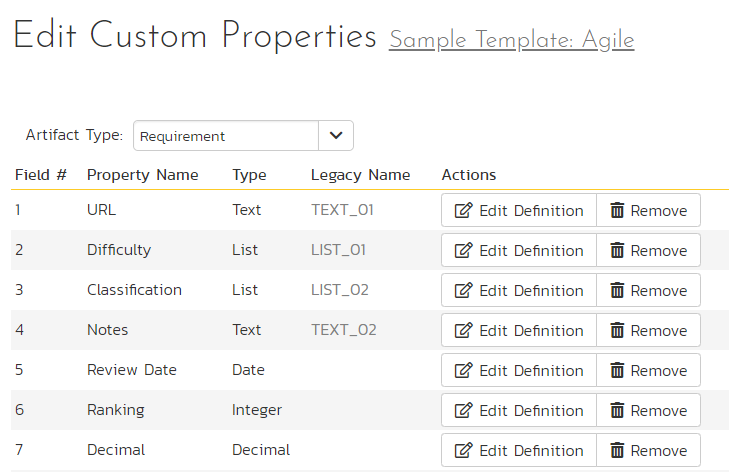 Edit Custom Properties Sample Template: Agile
Artifact Type: Requirement
Field # Property Name Type Legacy Name Actions
1 URL Text TEXT_01 Edit Definition Remove
2 Difficulty List LIST_01 Edit Definition Remove
3 Classification List LIST_02 Edit Definition Remove
4 Notes Text TEXT_02 Edit Definition Remove
5 Review Date Date Edit Definition Remove
6 Ranking Integer Edit Definition Remove
7 Decimal Decimal Edit Definition Remove